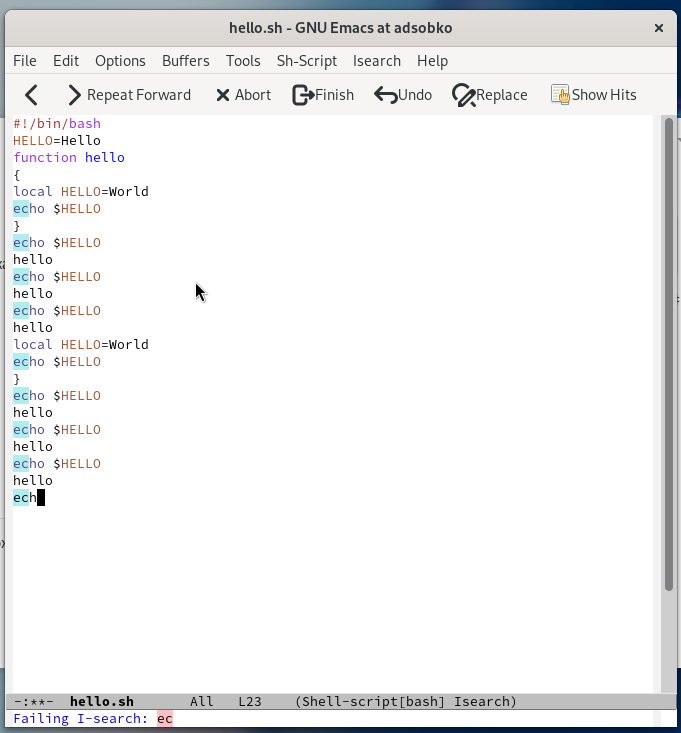 hello.sh - GNU Emacs at adsobko ×
File Edit Options Buffers Tools Sh-Script Isearch Help
Repeat Forward Abort Finish Undo Replace Show Hits
#!/bin/bash
HELLO=Hello
function hello
{
local HELLO=World
echo $HELLO
}
echo $HELLO
hello
echo $HELLO
hello
echo $HELLO
hello
local HELLO=World
echo $HELLO
}
echo $HELLO
hello
echo $HELLO
hello
echo $HELLO
hello
ech
-:**- hello.sh All L23 (Shell-script[bash] Isearch)
Failing I-search: ec